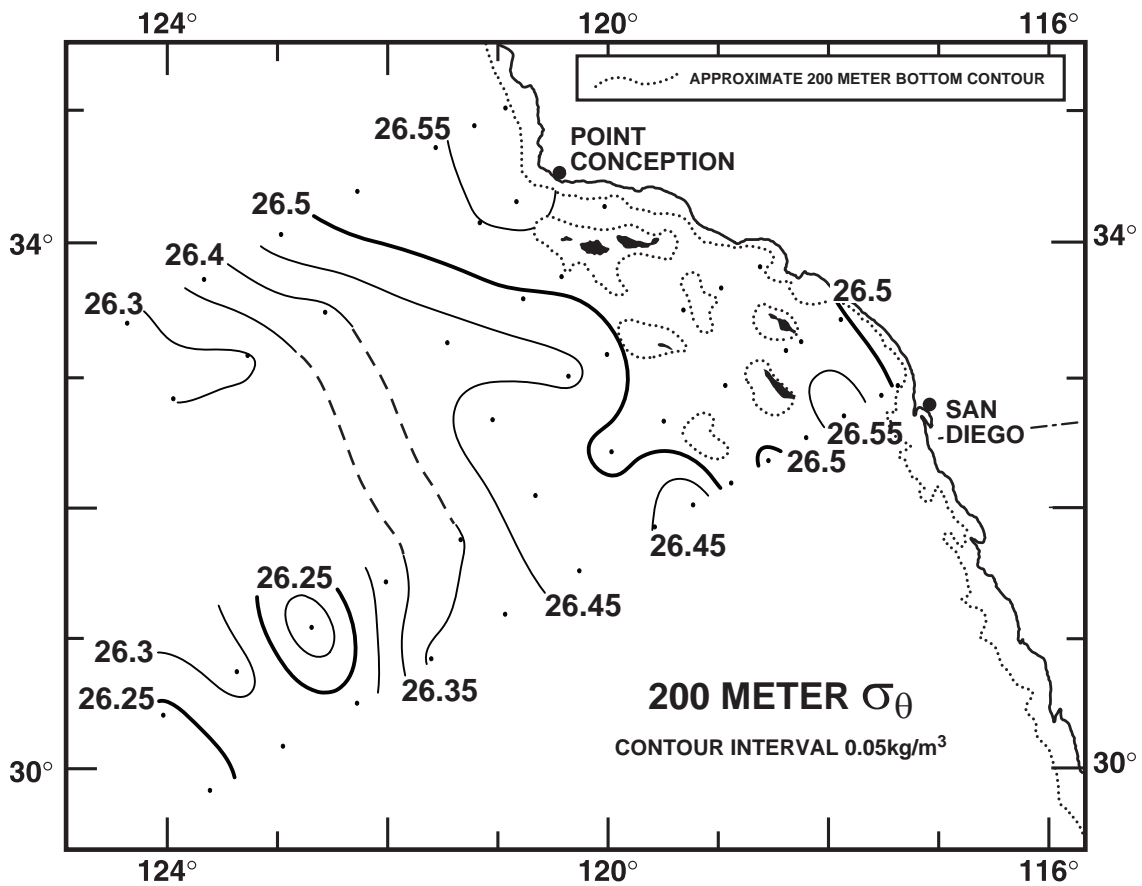 124° 120° 116°
APPROXIMATE 200 METER BOTTOM CONTOUR
26.55
POINT
CONCEPTION
26.5
34° 34°
26.4
26.3
26.5
SAN
DIEGO
26.55
26.5
26.45
26.25
26.45
26.3
26.35
26.25
200 METER σθ
CONTOUR INTERVAL 0.05kg/m³
30° 30°
124° 120° 116°